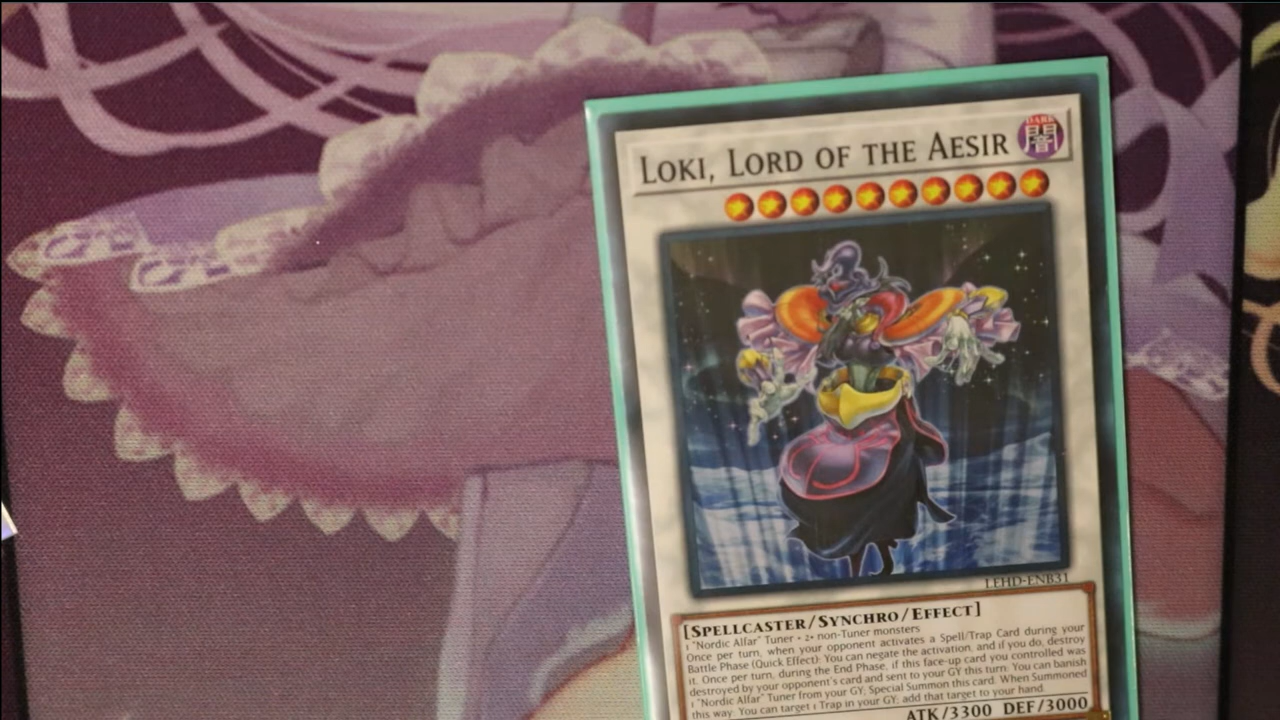 LOKI, LORD OF THE AESIR
DARK
闇
LEHD-ENB31
[SPELLCASTER/SYNCHRO/EFFECT]
1 "Nordic Alfar" Tuner + 2+ non-Tuner monsters
Once per turn, when your opponent activates a Spell/Trap Card during your
Battle Phase (Quick Effect): You can negate the activation, and if you do, destroy
it. Once per turn, during the End Phase, if this face-up card you controlled was
destroyed by your opponent's card and sent to your GY this turn: You can banish
1 "Nordic Alfar" Tuner from your GY; Special Summon this card. When Summoned
this way: You can target 1 Trap in your GY; add that target to your hand.
ATK/3300 DEF/3000